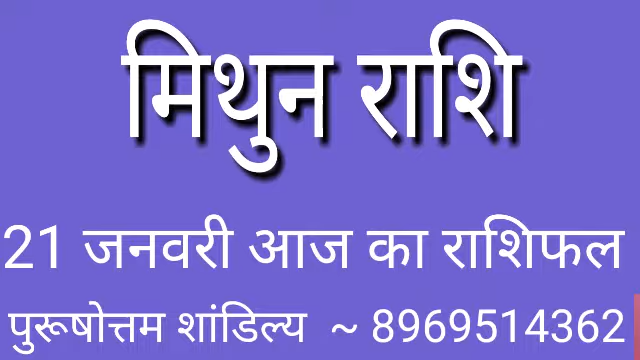 मिथुन राशि
21 जनवरी आज का राशिफल
पुरूषोत्तम शांडिल्य ~ 8969514362